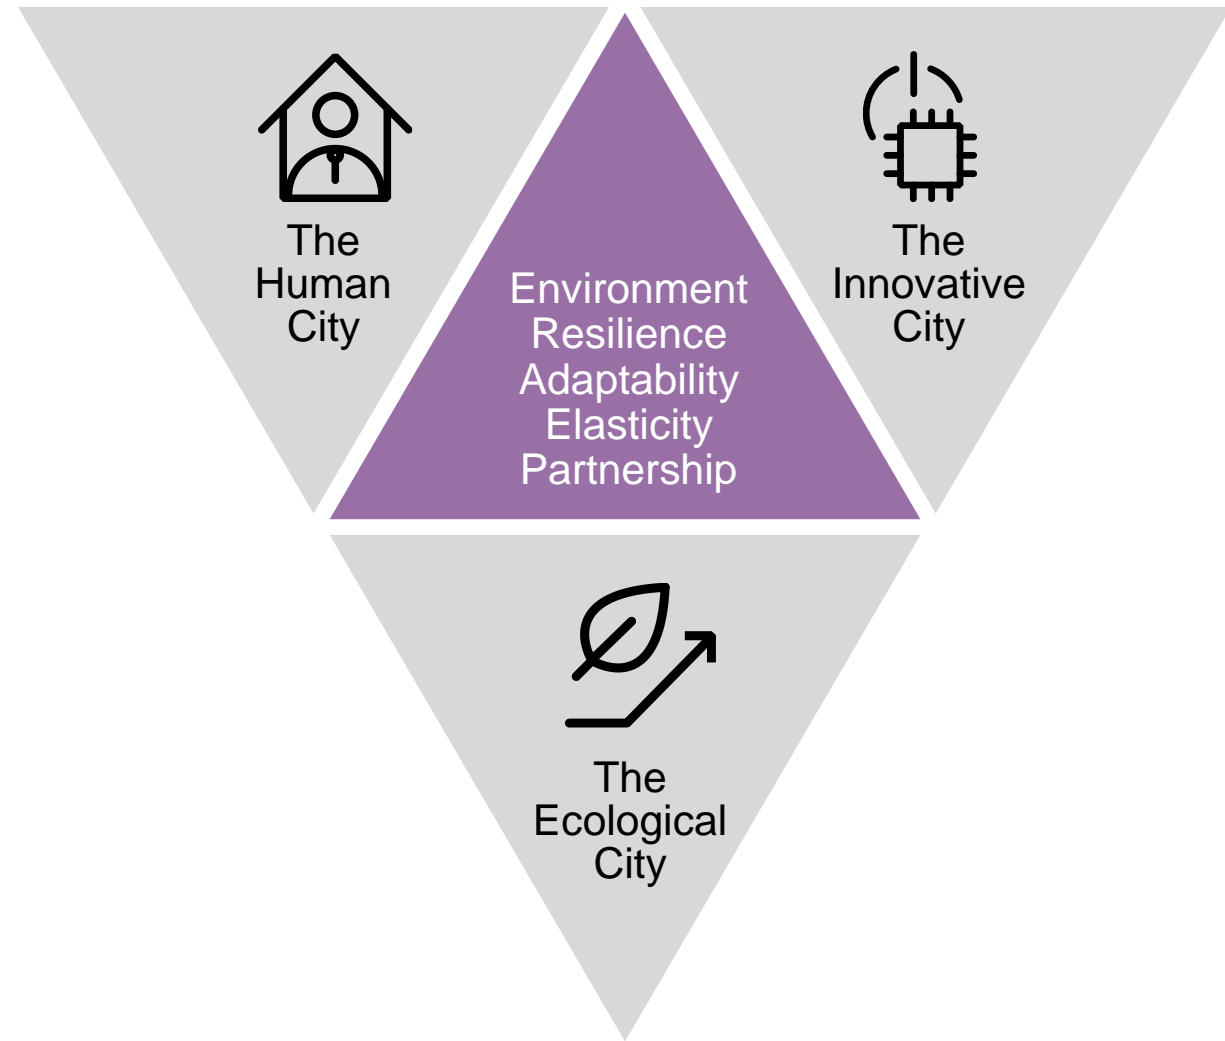 The
Human
City
Environment
Resilience
Adaptability
Elasticity
Partnership
The
Innovative
City
The
Ecological
City